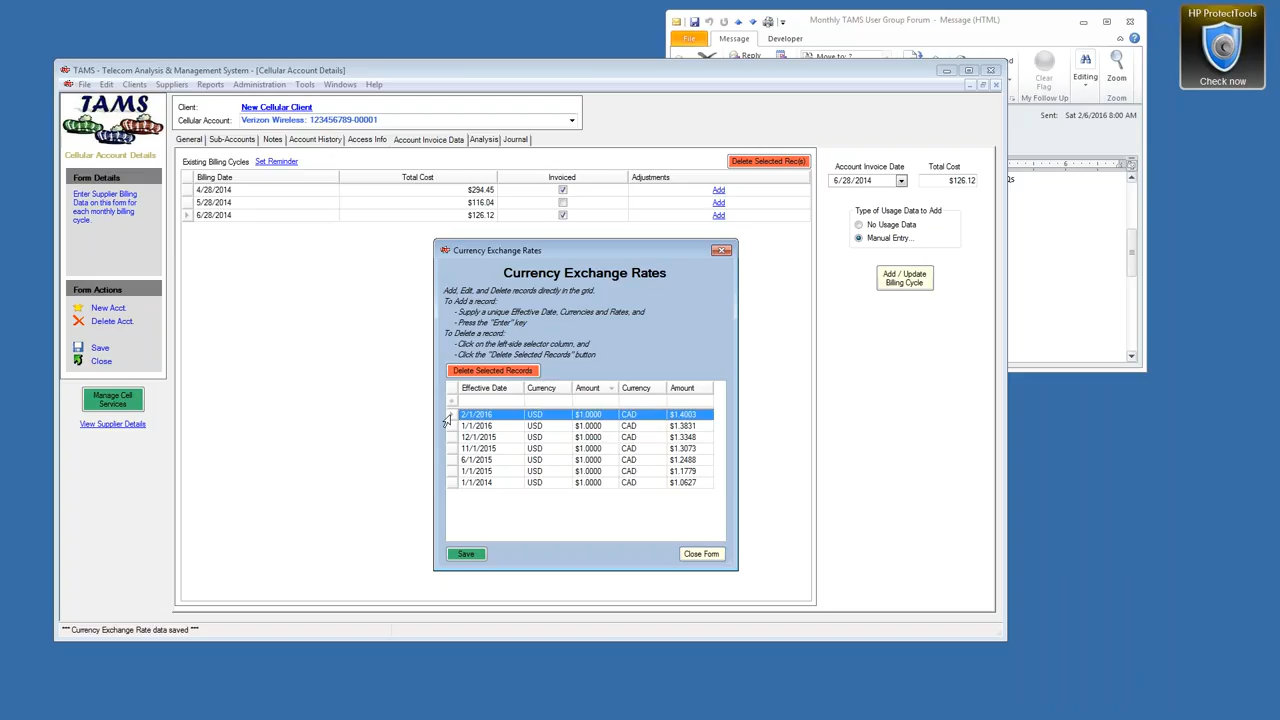 HP ProtectTools
Check now
Monthly TAMS User Group Forum - Message (HTML)
File Message Developer
Reply
Move to: ?
Clear
Flag
Editing
Zoom
My Follow Up
Zoom
Sent: Sat 2/6/2016 8:00 AM
6 7
Qs
TAMS - Telecom Analysis & Management System - [Cellular Account Details]
File Edit Clients Suppliers Reports Administration Tools Windows Help
TAMS
Cellular Account Details
Form Details
Enter Supplier Billing
Data on this form for
each monthly billing
cycle.
Form Actions
New Acct.
Delete Acct.
Save
Close
Manage Cell
Services
View Supplier Details
Client: New Cellular Client
Cellular Account: Verizon Wireless: 123456789-00001
General Sub-Accounts Notes Account History Access Info Account Invoice Data Analysis Journal
Existing Billing Cycles Set Reminder
Delete Selected Rec(s)
Billing Date Total Cost Invoiced Adjustments
4/28/2014 $294.45 Add
5/28/2014 $116.04 Add
6/28/2014 $126.12 Add
Account Invoice Date Total Cost
6/28/2014 $126.12
Type of Usage Data to Add
No Usage Data
Manual Entry...
Add / Update
Billing Cycle
Currency Exchange Rates
Currency Exchange Rates
Add, Edit, and Delete records directly in the grid.
To Add a record:
- Supply a unique Effective Date, Currencies and Rates, and
- Press the "Enter" key
To Delete a record:
- Click on the left-side selector column, and
- Click the "Delete Selected Records" button
Delete Selected Records
Effective Date Currency Amount Currency Amount
2/1/2016 USD $1.0000 CAD $1.4003
1/1/2016 USD $1.0000 CAD $1.3831
12/1/2015 USD $1.0000 CAD $1.3348
11/1/2015 USD $1.0000 CAD $1.3073
6/1/2015 USD $1.0000 CAD $1.2488
1/1/2015 USD $1.0000 CAD $1.1779
1/1/2014 USD $1.0000 CAD $1.0627
Save
Close Form
*** Currency Exchange Rate data saved ***